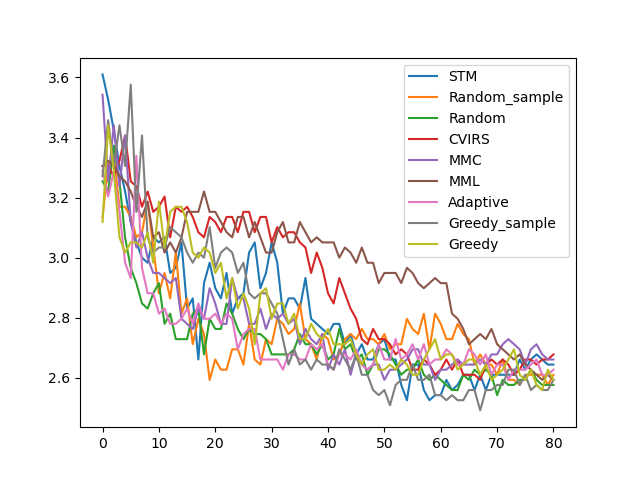 3.6
3.4
3.2
3.0
2.8
2.6
0 10 20 30 40 50 60 70 80
STM
Random_sample
Random
CVIRS
MMC
MML
Adaptive
Greedy_sample
Greedy